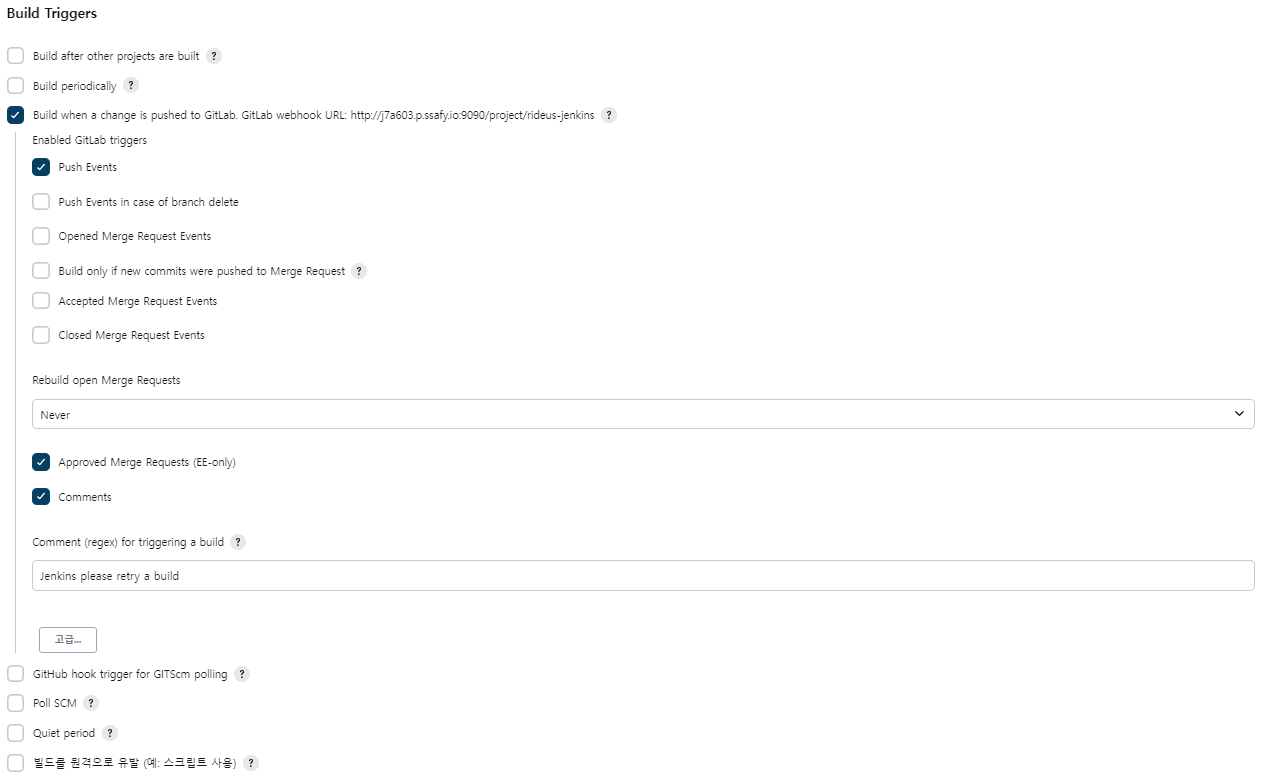 Build Triggers
Build after other projects are built ?
Build periodically ?
Build when a change is pushed to GitLab. GitLab webhook URL: http://j7a603.p.ssafy.io:9090/project/rideus-jenkins ?
Enabled GitLab triggers
Push Events
Push Events in case of branch delete
Opened Merge Request Events
Build only if new commits were pushed to Merge Request ?
Accepted Merge Request Events
Closed Merge Request Events
Rebuild open Merge Requests
Never
Approved Merge Requests (EE-only)
Comments
Comment (regex) for triggering a build ?
Jenkins please retry a build
고급...
GitHub hook trigger for GITScm polling ?
Poll SCM ?
Quiet period ?
빌드를 원격으로 유발 (예: 스크립트 사용) ?